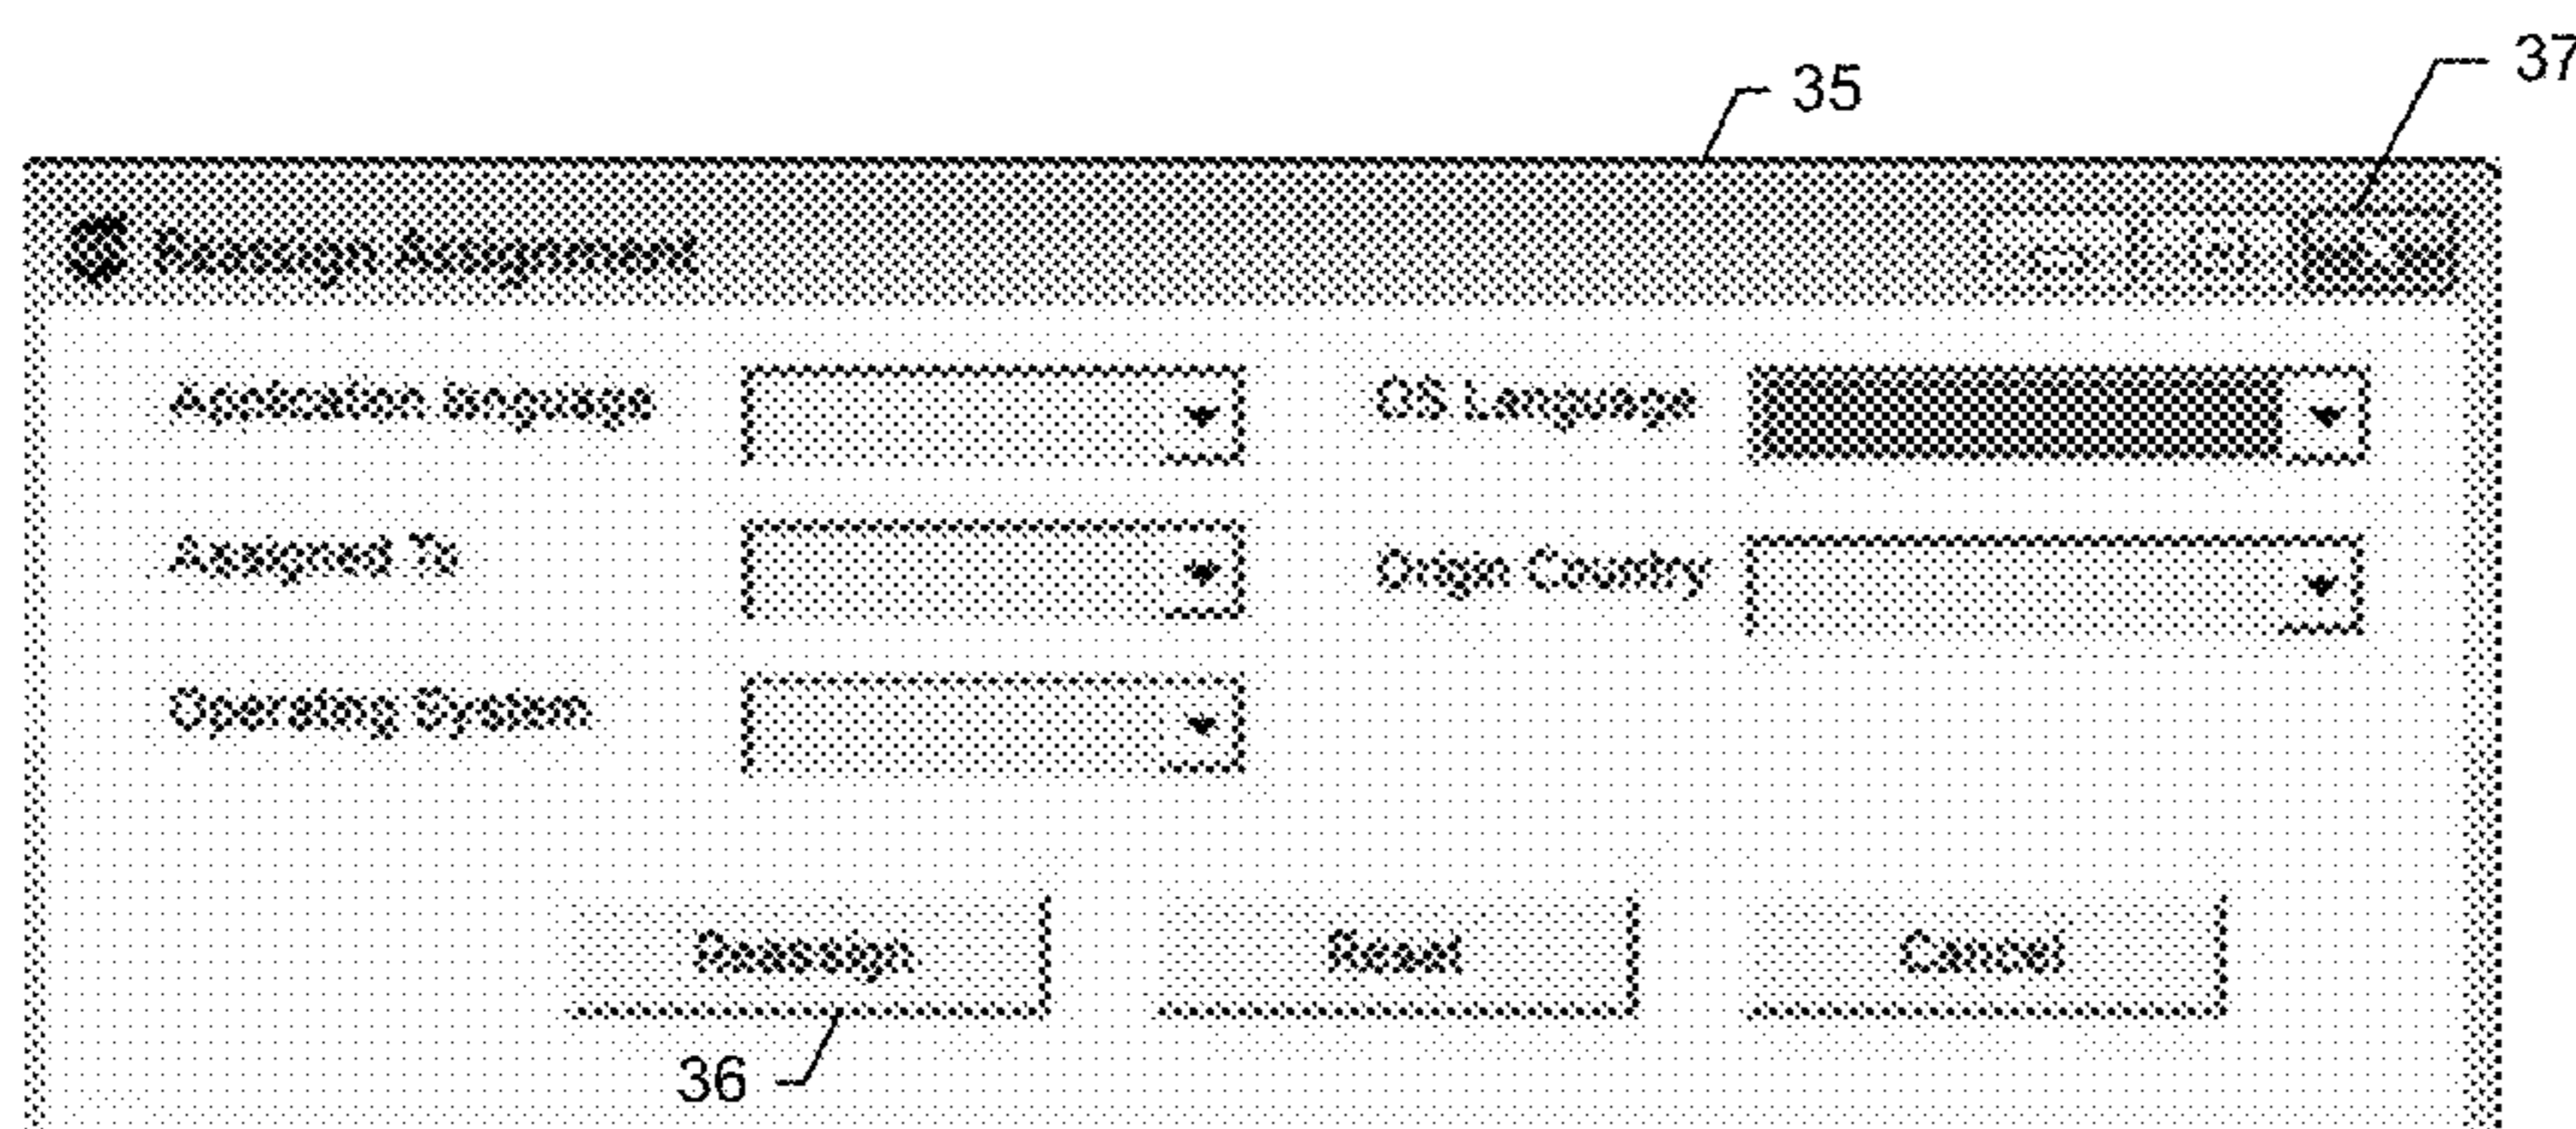 37
35
Reassign Assignment
Application language
OS Language
Assigned To
Origin Country
Operating System
Reassign
Reset
Cancel
36